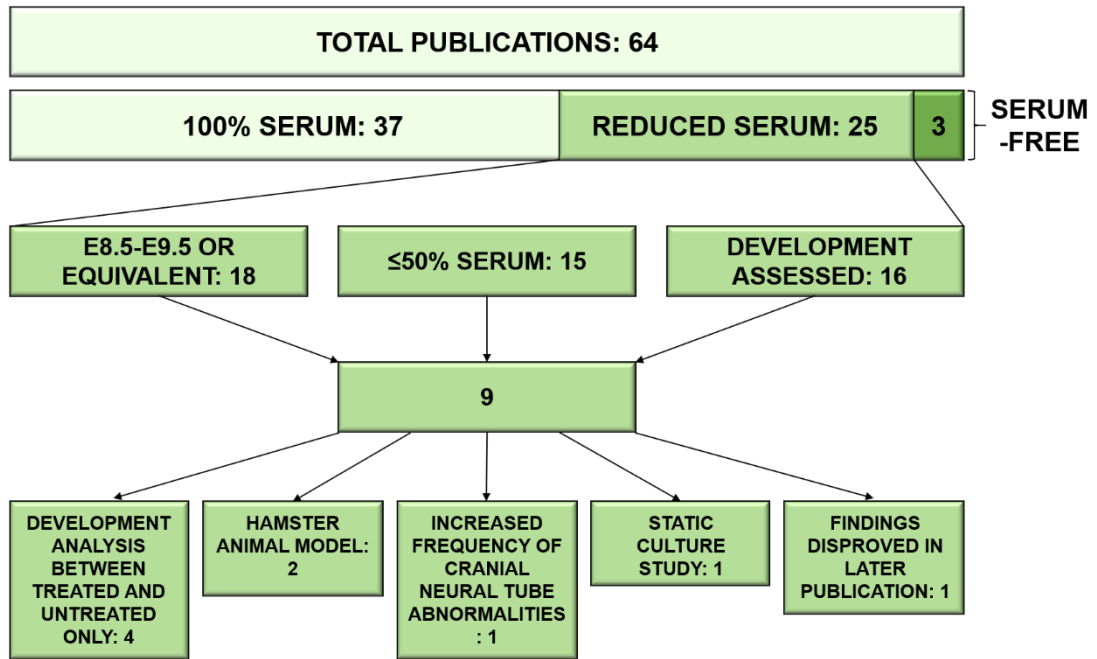 TOTAL PUBLICATIONS: 64
100% SERUM: 37
REDUCED SERUM: 25
3
SERUM
-FREE
E8.5-E9.5 OR
EQUIVALENT: 18
≤50% SERUM: 15
DEVELOPMENT
ASSESSED: 16
9
DEVELOPMENT
ANALYSIS
BETWEEN
TREATED AND
UNTREATED
ONLY: 4
HAMSTER
ANIMAL MODEL:
2
INCREASED
FREQUENCY OF
CRANIAL
NEURAL TUBE
ABNORMALITIES
: 1
STATIC
CULTURE
STUDY: 1
FINDINGS
DISPROVED IN
LATER
PUBLICATION: 1